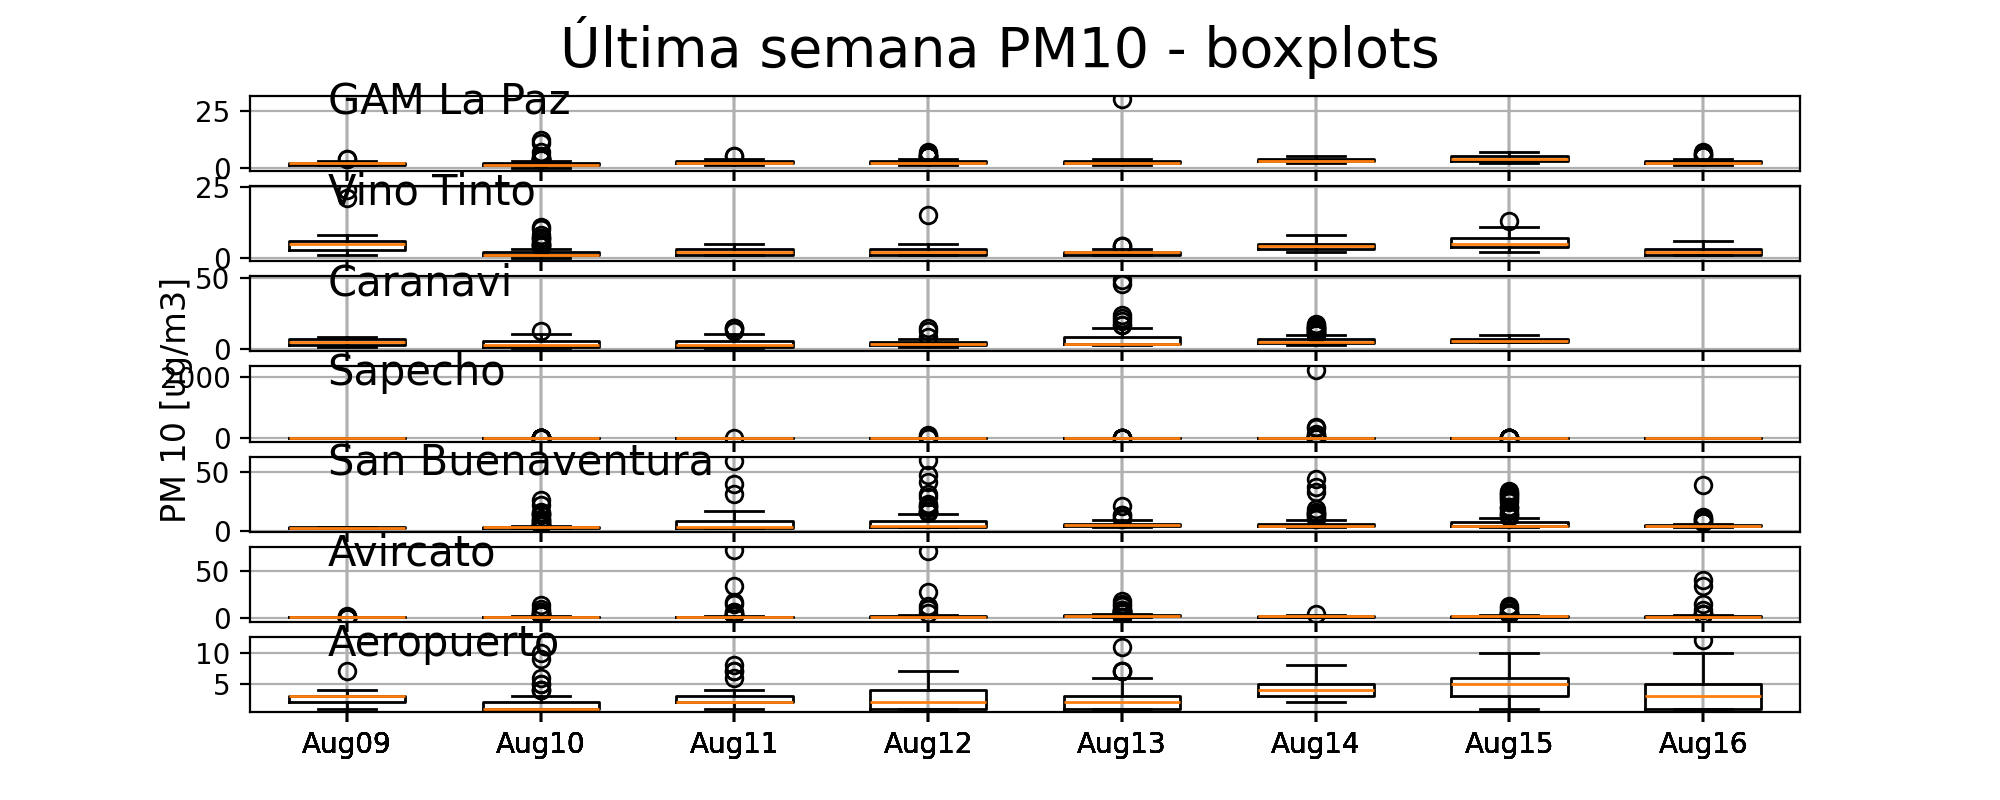 Última semana PM10 - boxplots
GAM La Paz
25
0
Vino Tinto
25
0
Caranavi
50
0
PM 10 [ug/m3]
Sapecho
2000
0
San Buenaventura
50
0
Avircato
50
0
Aeropuerto
10
5
Aug09 Aug10 Aug11 Aug12 Aug13 Aug14 Aug15 Aug16